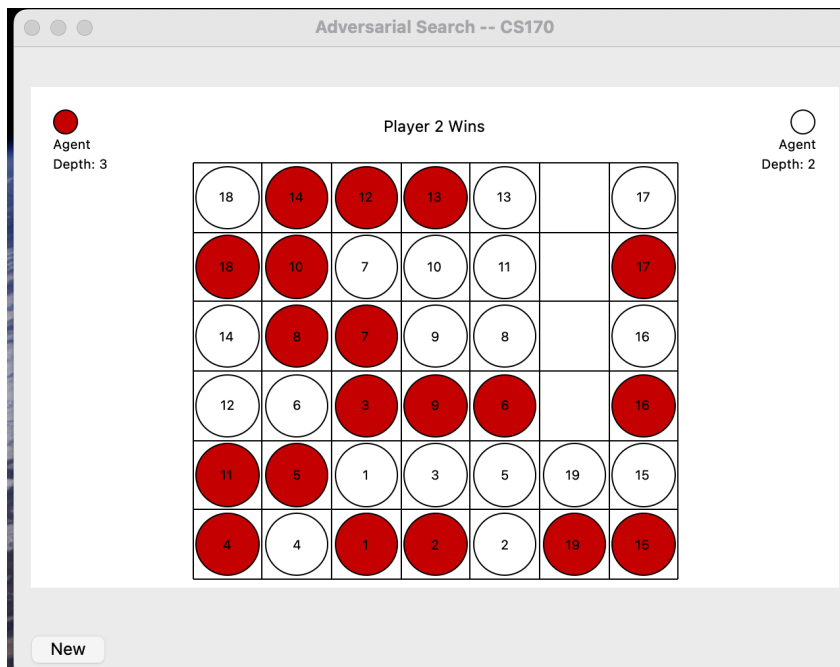 Adversarial Search -- CS170
Agent
Depth: 3
Player 2 Wins
Agent
Depth: 2
18 14 12 13 13 17
18 10 7 10 11 17
14 8 7 9 8 16
12 6 3 9 6 16
11 5 1 3 5 19 15
4 4 1 2 2 19 15
New